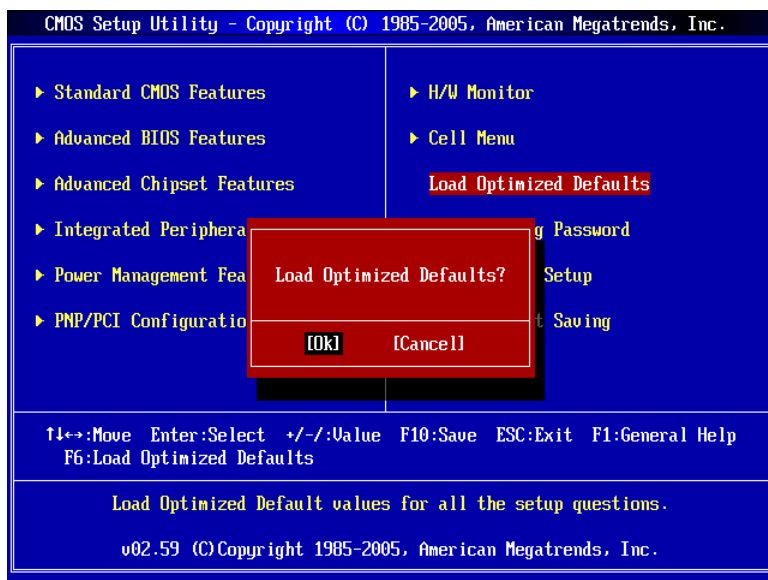 CMOS Setup Utility - Copyright (C) 1985-2005, American Megatrends, Inc.
Standard CMOS Features
Advanced BIOS Features
Advanced Chipset Features
Integrated Periphera
Power Management Fea
PNP/PCI Configuratio
H/W Monitor
Cell Menu
Load Optimized Defaults
g Password
Setup
t Saving
Load Optimized Defaults?
[Ok] [Cancel]
↑↓←→:Move Enter:Select +/-/:Value F10:Save ESC:Exit F1:General Help
F6:Load Optimized Defaults
Load Optimized Default values for all the setup questions.
v02.59 (C)Copyright 1985-2005, American Megatrends, Inc.